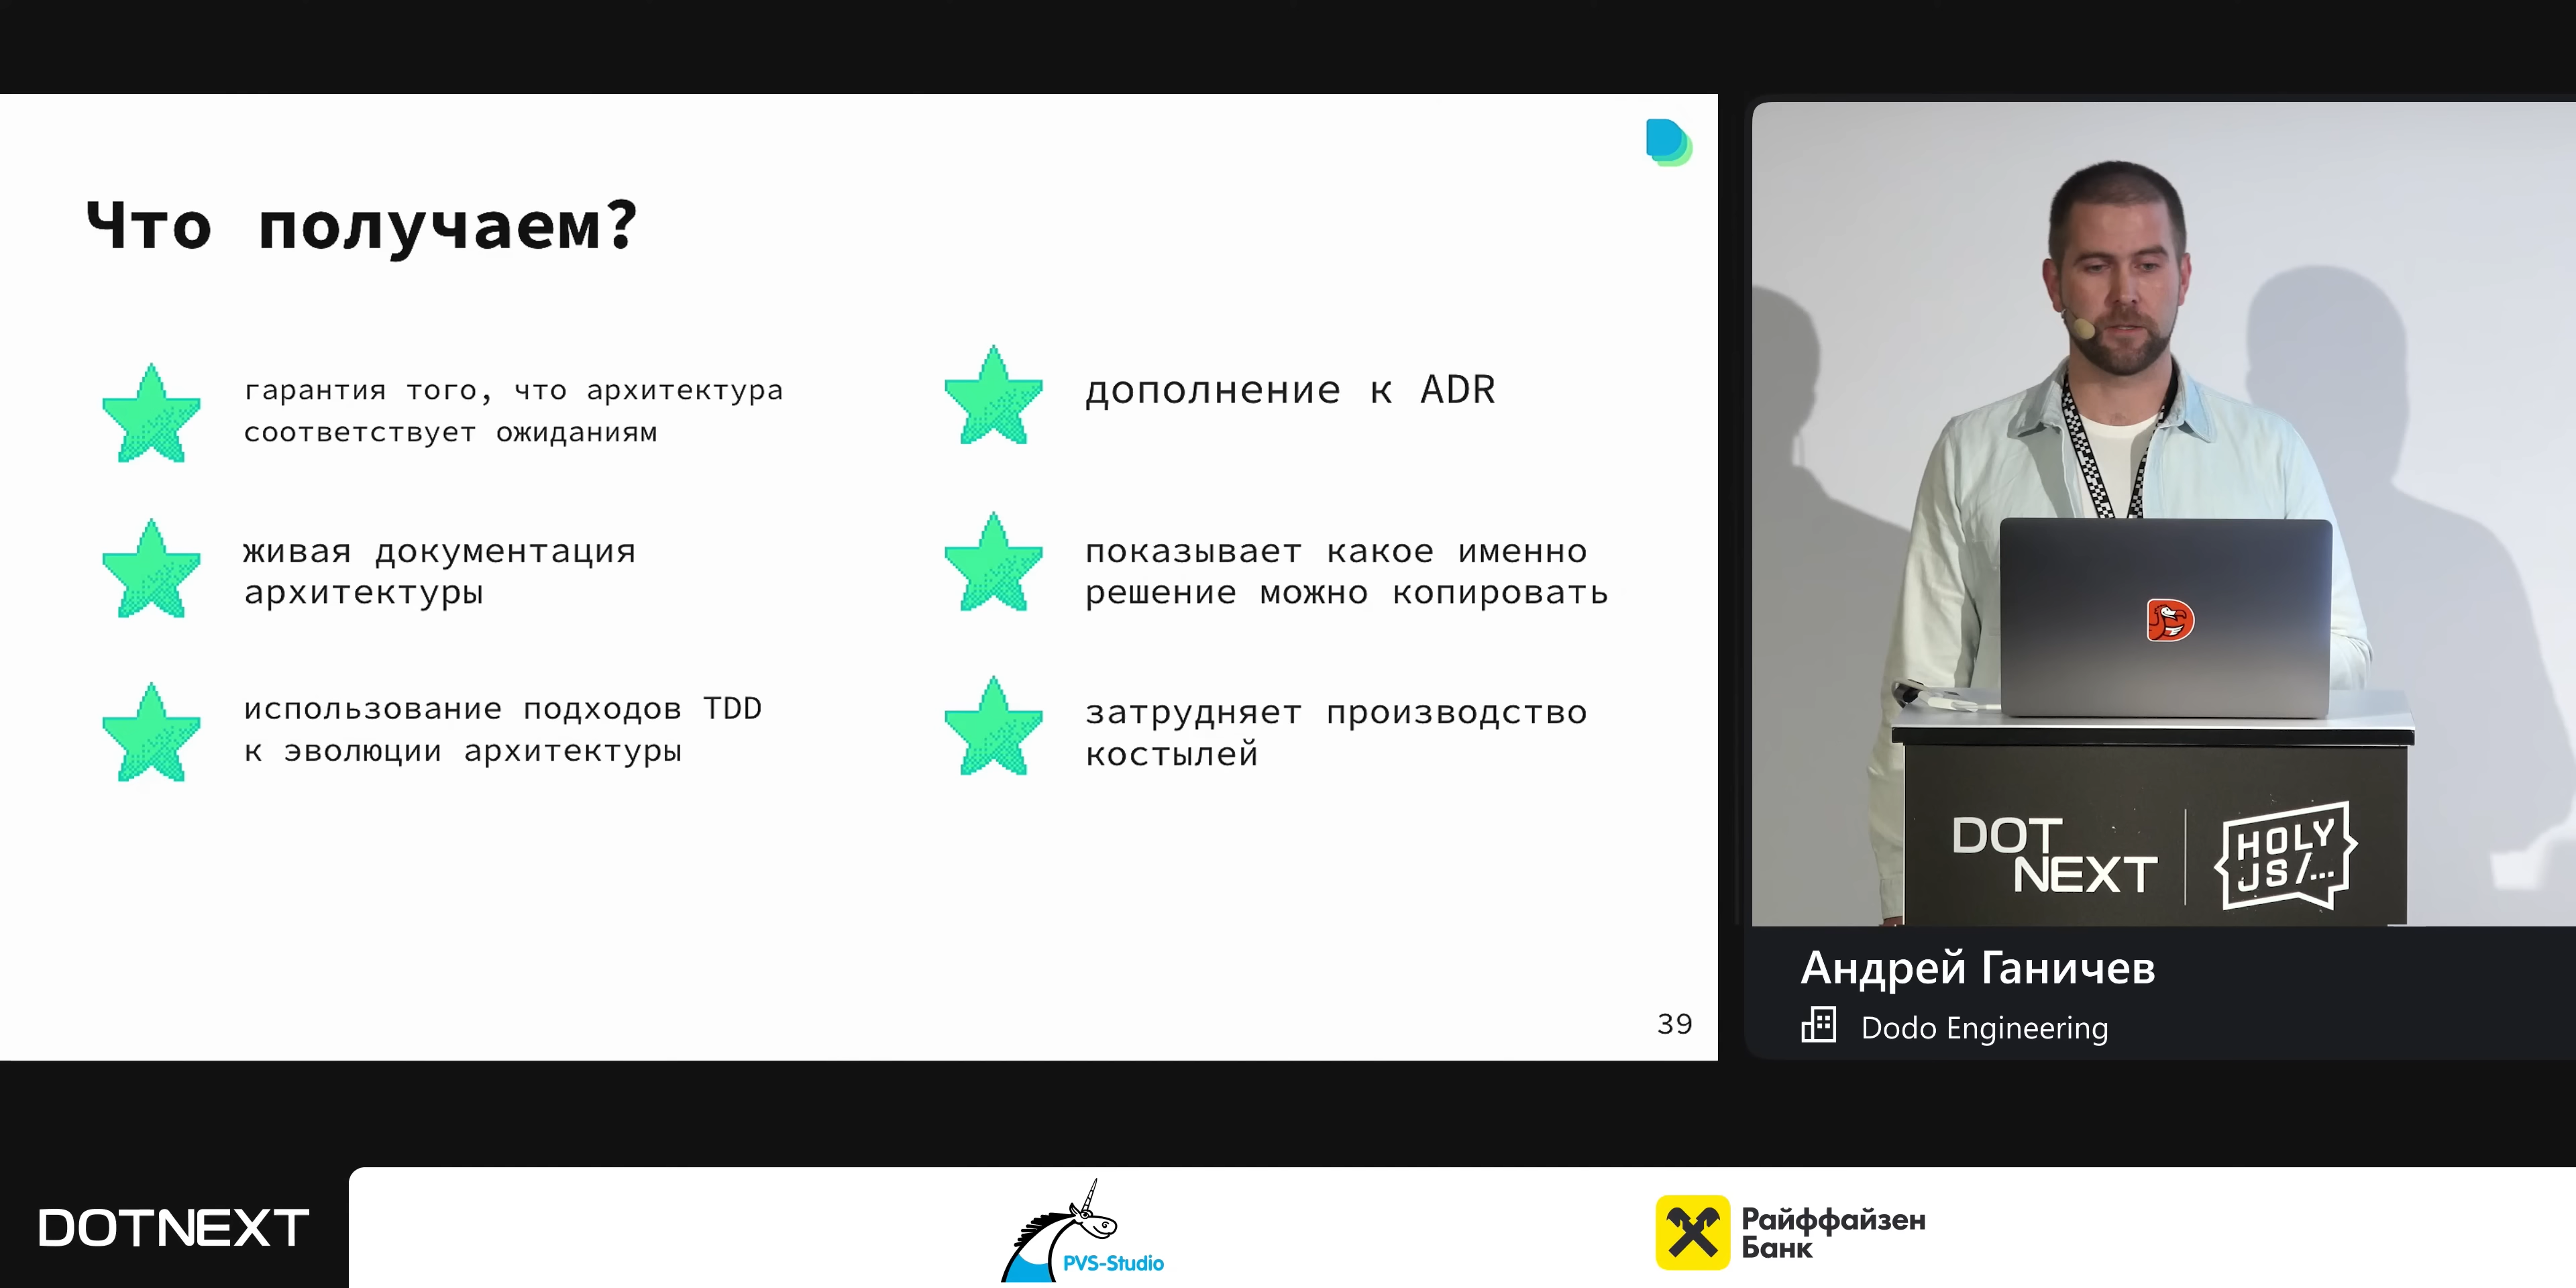 Что получаем?
гарантия того, что архитектура
соответствует ожиданиям
живая документация
архитектуры
использование подходов TDD
к эволюции архитектуры
дополнение к ADR
показывает какое именно
решение можно копировать
затрудняет производство
костылей
39
DOT
NEXT
HOLY
JS/...
Андрей Ганичев
Dodo Engineering
DOTNEXT
PVS-Studio
Райффайзен
Банк